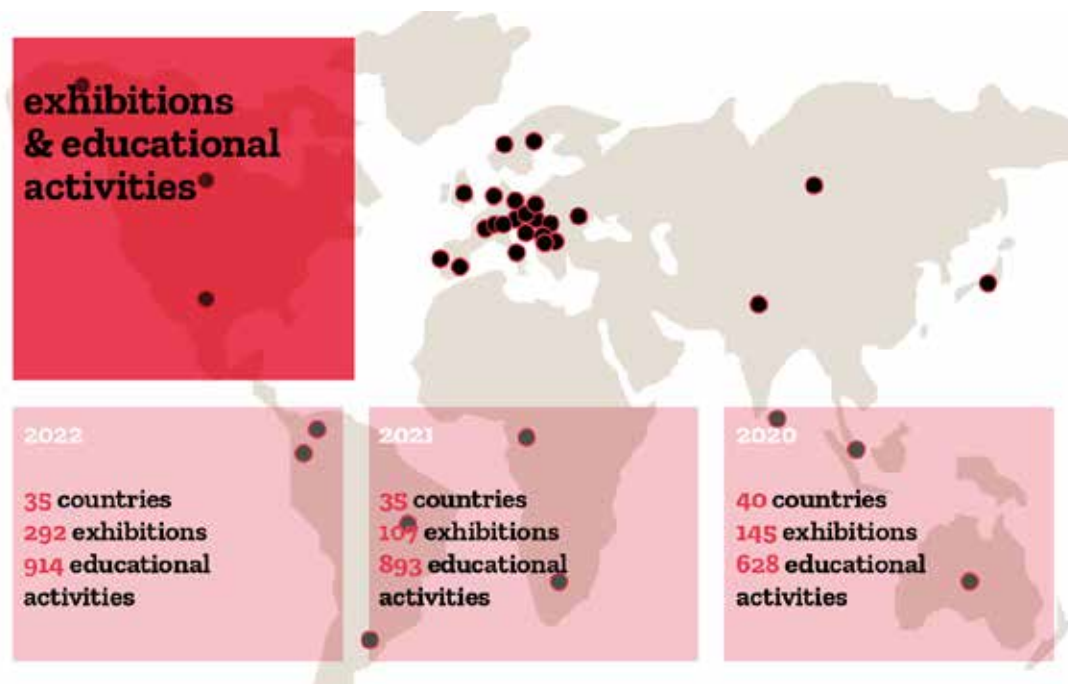 exhibitions
& educational
activities
2022
35 countries
292 exhibitions
914 educational
activities
2021
35 countries
107 exhibitions
893 educational
activities
2020
40 countries
145 exhibitions
628 educational
activities